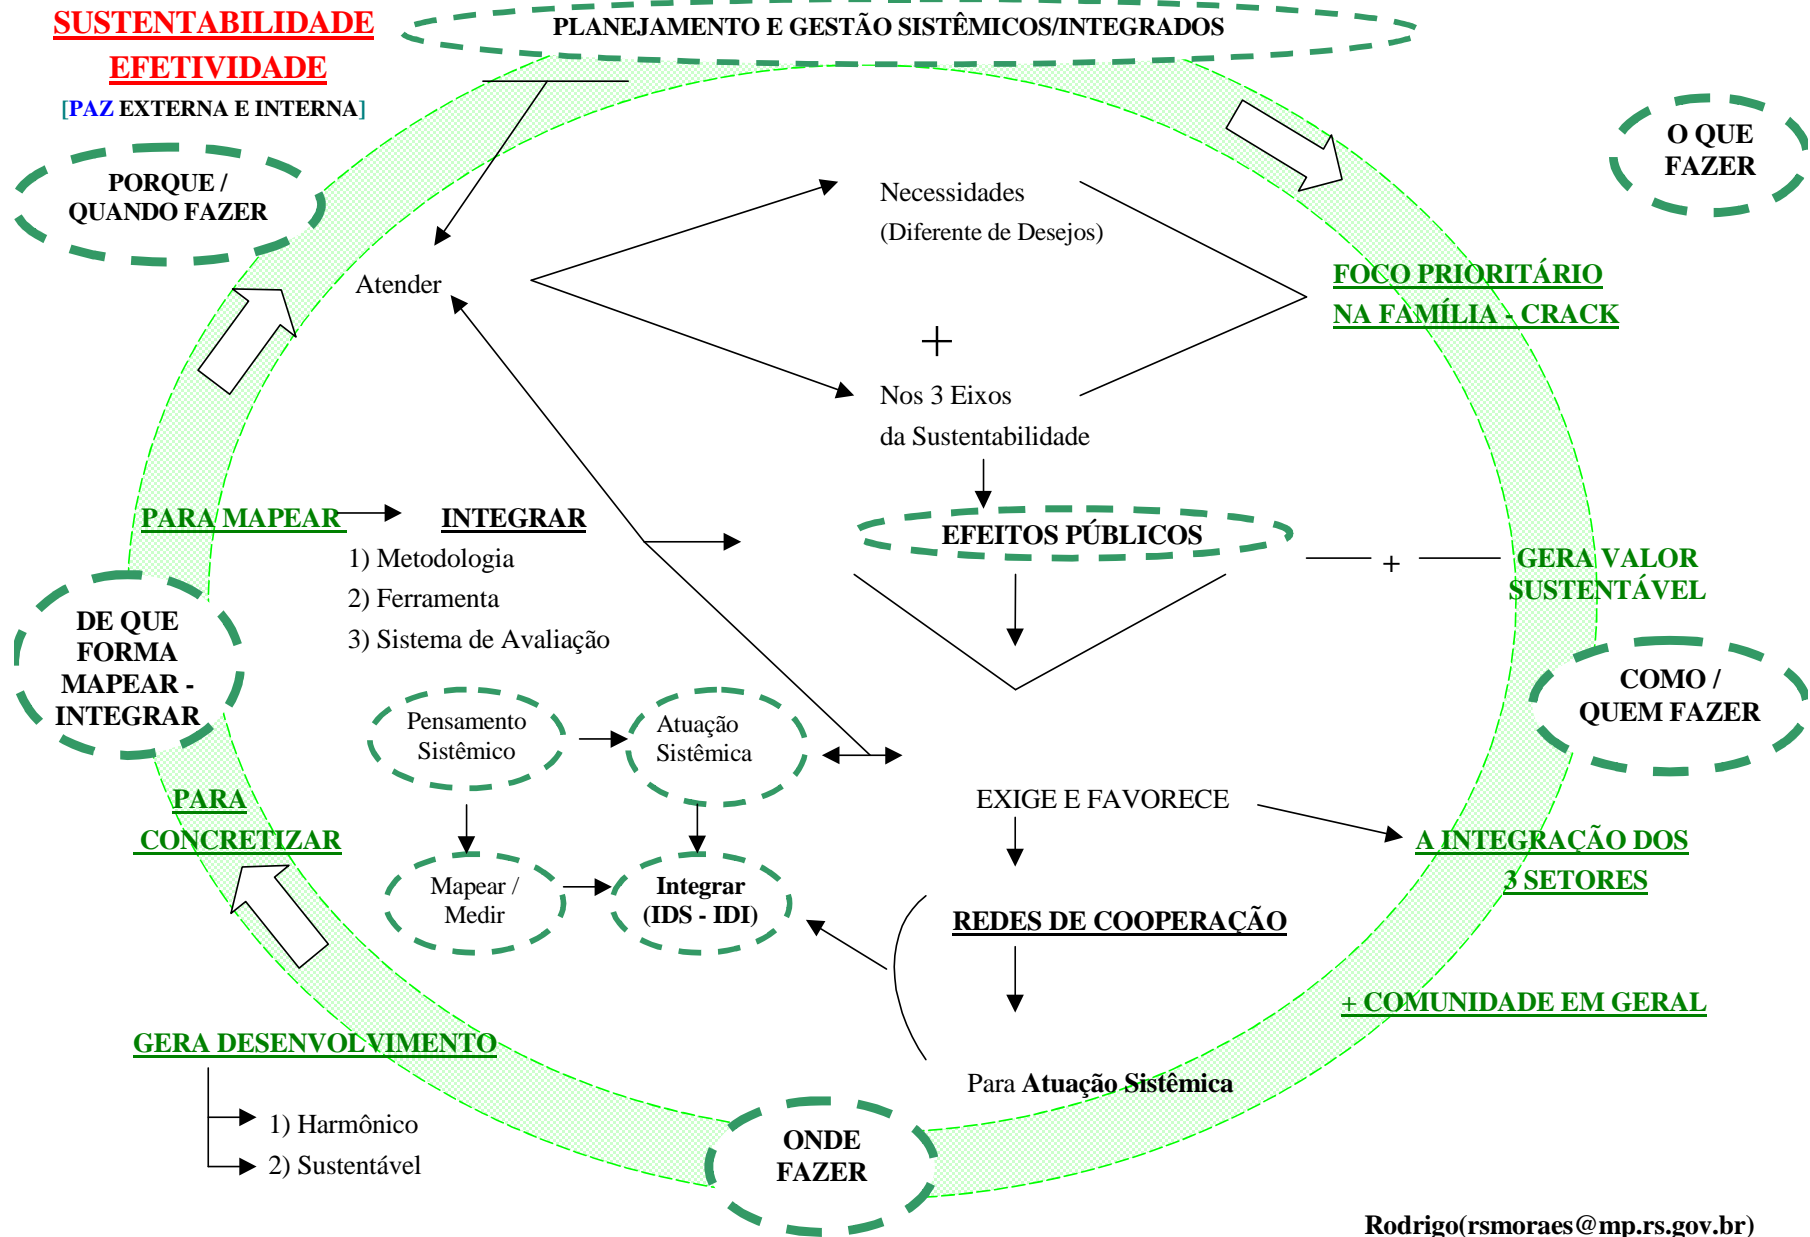 SUSTENTABILIDADE
EFETIVIDADE
[PAZ EXTERNA E INTERNA]
PLANEJAMENTO E GESTÃO SISTÊMICOS/INTEGRADOS
O QUE
FAZER
PORQUE /
QUANDO FAZER
Necessidades
(Diferente de Desejos)
Atender
FOCO PRIORITÁRIO
NA FAMÍLIA - CRACK
+
Nos 3 Eixos
da Sustentabilidade
PARA MAPEAR
INTEGRAR
1) Metodologia
2) Ferramenta
3) Sistema de Avaliação
EFEITOS PÚBLICOS
+
GERA VALOR
SUSTENTÁVEL
DE QUE
FORMA
MAPEAR -
INTEGRAR
COMO /
QUEM FAZER
Pensamento
Sistêmico
Atuação
Sistêmica
PARA
CONCRETIZAR
EXIGE E FAVORECE
A INTEGRAÇÃO DOS
3 SETORES
Mapear /
Medir
Integrar
(IDS - IDI)
REDES DE COOPERAÇÃO
+ COMUNIDADE EM GERAL
GERA DESENVOLVIMENTO
1) Harmônico
2) Sustentável
Para Atuação Sistêmica
ONDE
FAZER
Rodrigo(rsmoraes@mp.rs.gov.br)